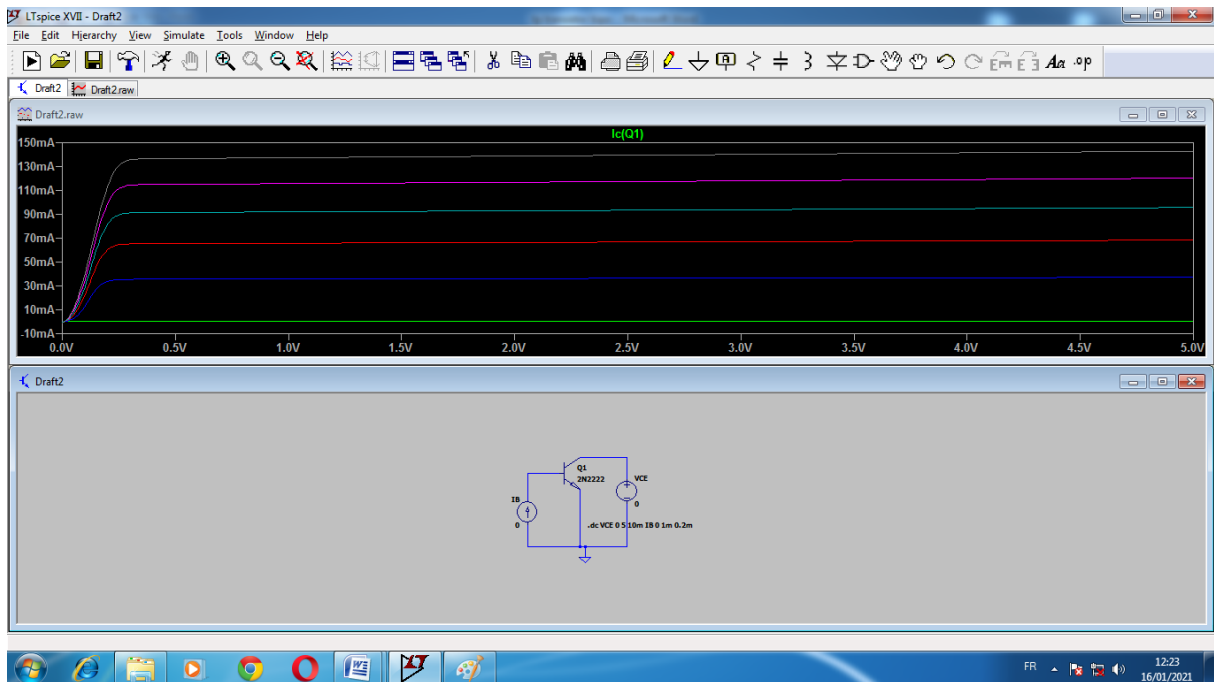 LTspice XVII - Draft2
File Edit Hierarchy View Simulate Tools Window Help
Draft2 Draft2.raw
Draft2.raw
Ic(Q1)
150mA
130mA
110mA
90mA
70mA
50mA
30mA
10mA
-10mA
0.0V 0.5V 1.0V 1.5V 2.0V 2.5V 3.0V 3.5V 4.0V 4.5V 5.0V
Draft2
Q1
2N2222
VCE
0
IB
0
.dc VCE 0 5 10m IB 0 1m 0.2m
FR 12:23
16/01/2021